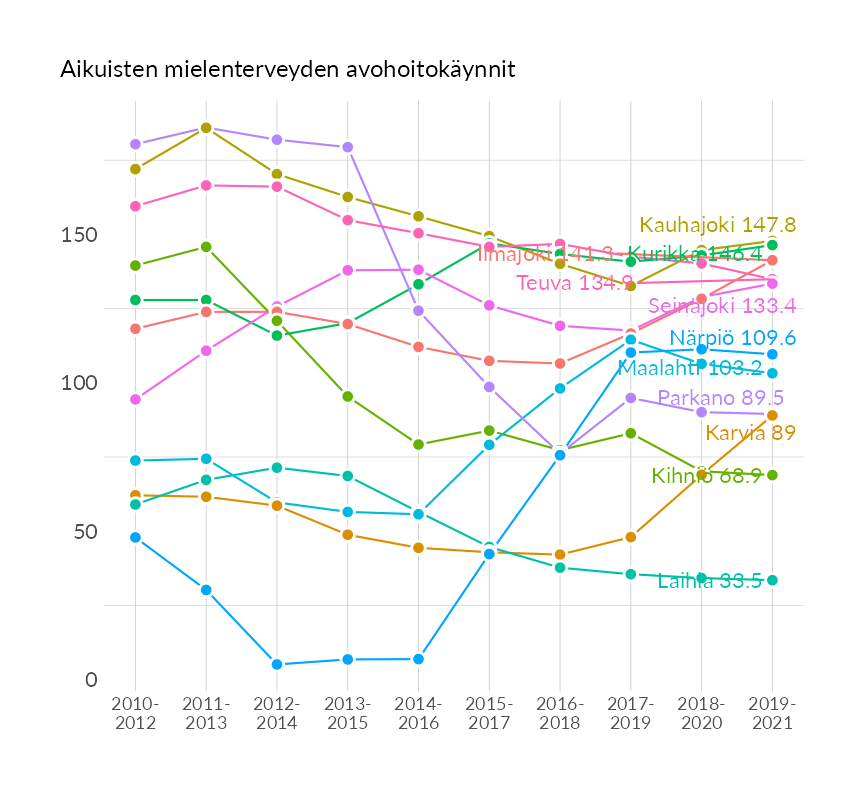 Aikuisten mielenterveyden avohoitokäynnit
Kauhajoki 147.8
150
Ilmajoki 141.3
Kurikka 146.4
Teuva 134.9
Seinäjoki 133.4
Närpiö 109.6
Maalahti 103.2
100
Parkano 89.5
Karvia 89
Kihniö 68.9
50
Laihia 33.5
0
2010- 2011- 2012- 2013- 2014- 2015- 2016- 2017- 2018- 2019-
2012 2013 2014 2015 2016 2017 2018 2019 2020 2021